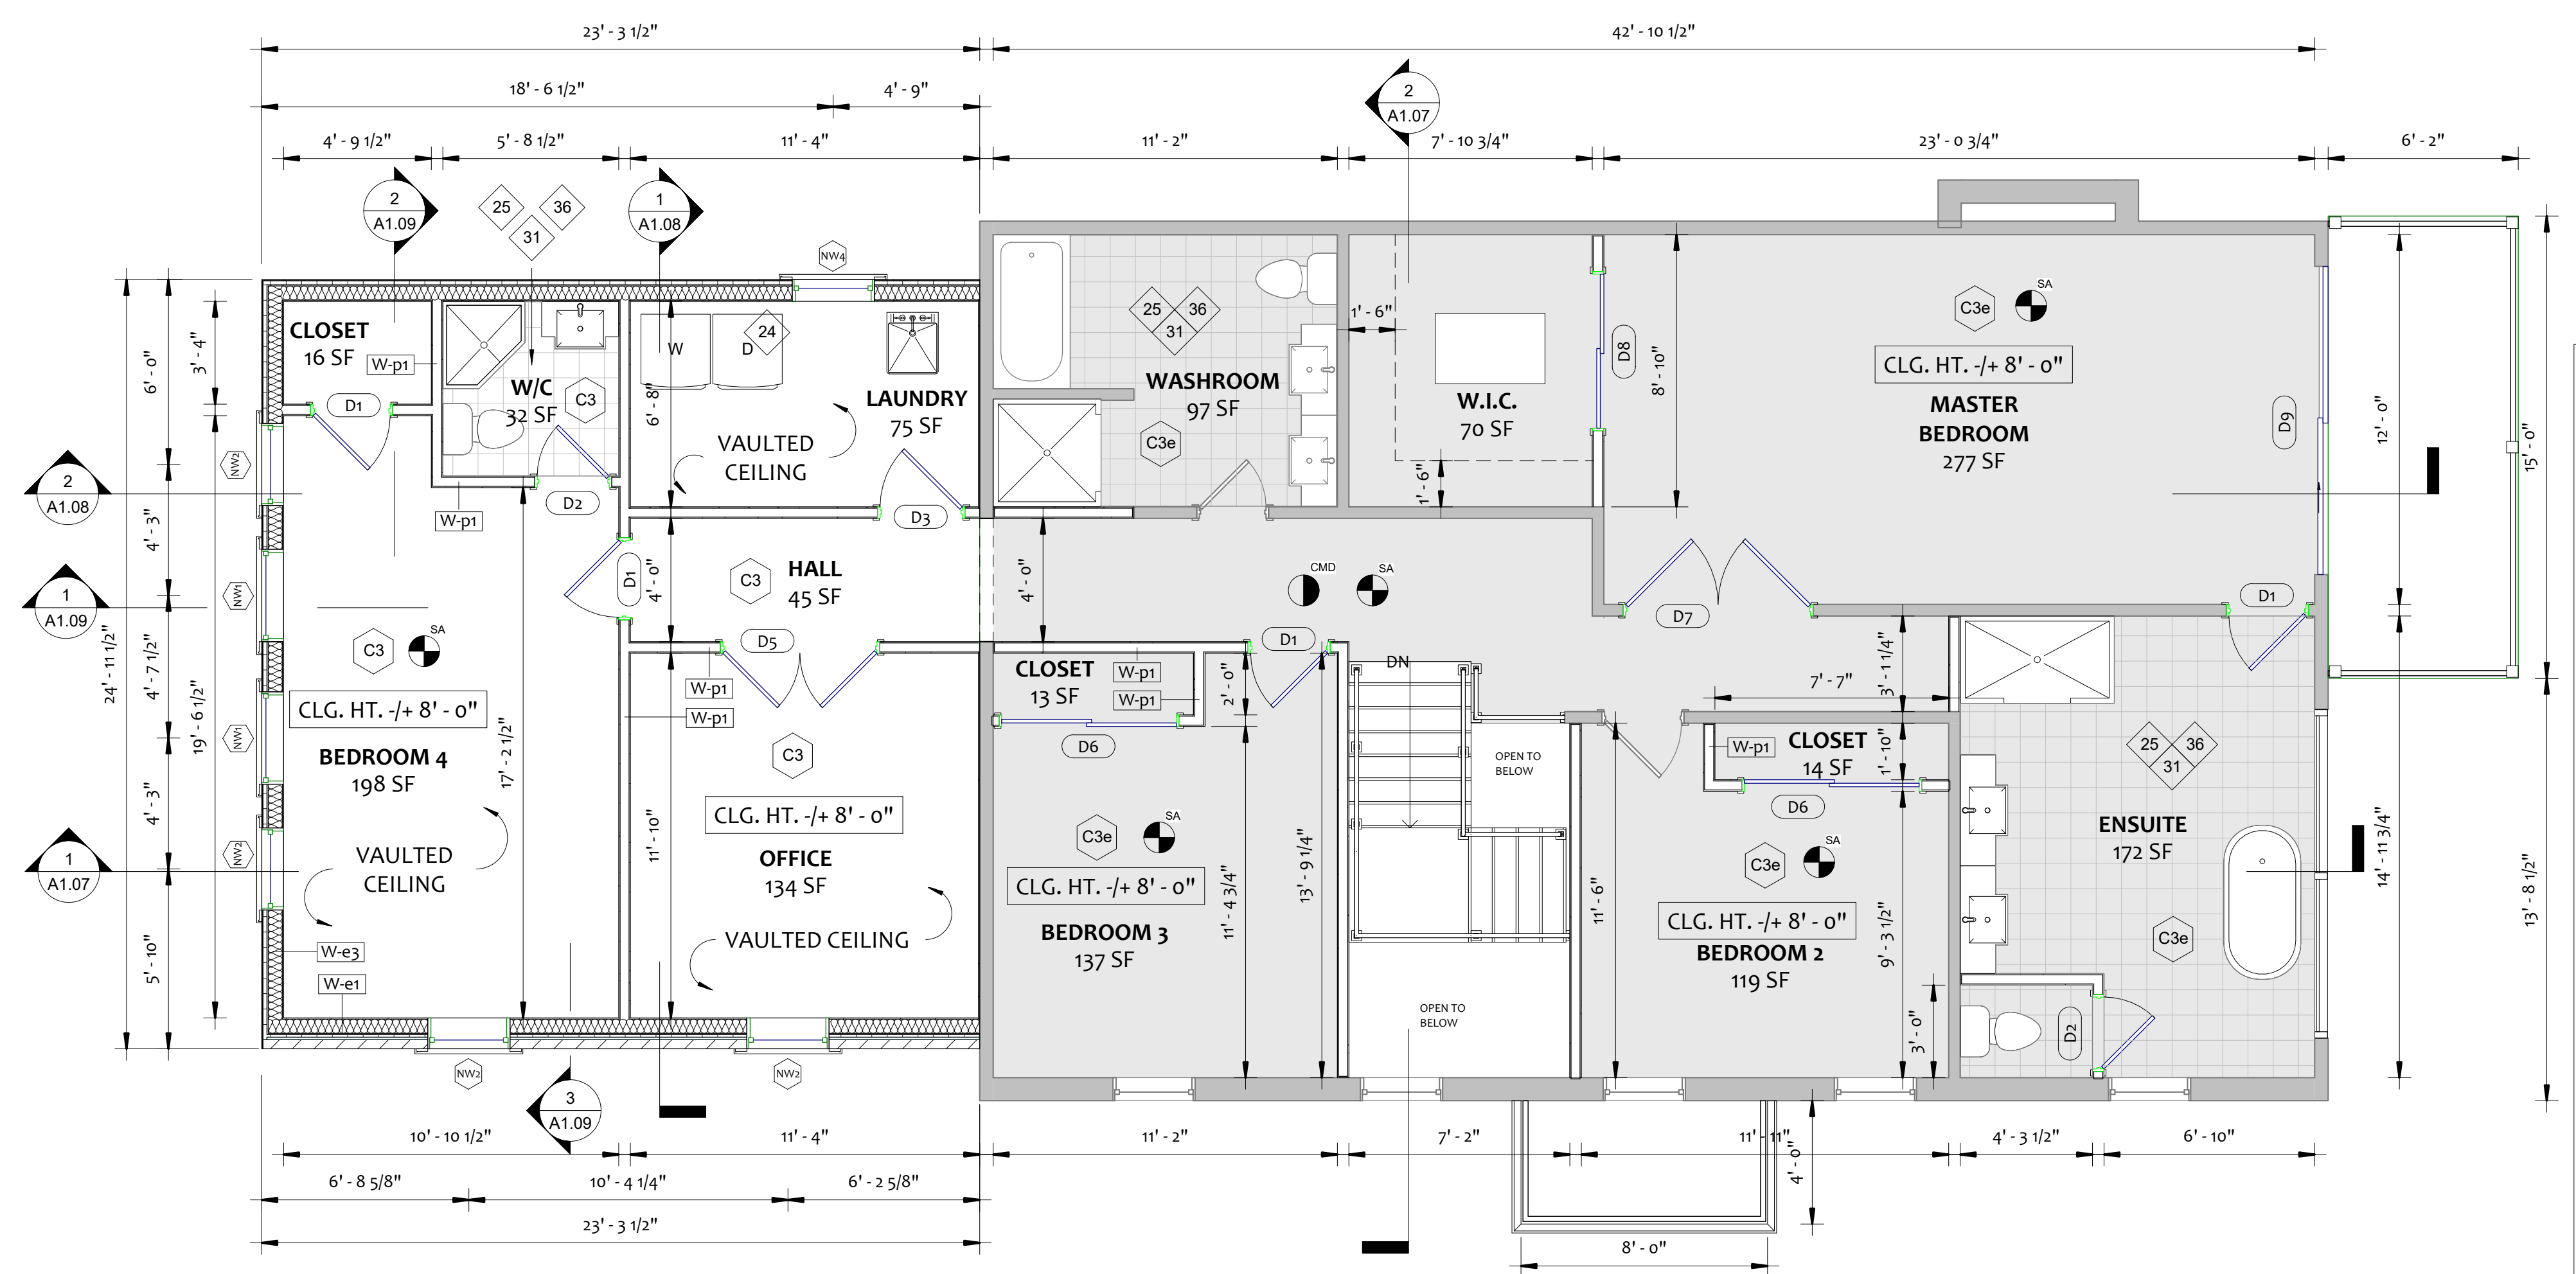 23' - 3 1/2"
42' - 10 1/2"
18' - 6 1/2"
4' - 9"
2
A1.07
4' - 9 1/2"
5' - 8 1/2"
11' - 4"
11' - 2"
7' - 10 3/4"
23' - 0 3/4"
6' - 2"
2
A1.09
25
36
31
1
A1.08
NW4
CLOSET
16 SF
W-p1
D1
W/C
32 SF
C3
D2
W-p1
W
D
24
LAUNDRY
75 SF
VAULTED
CEILING
6' - 8"
D3
25
36
31
WASHROOM
97 SF
C3e
1' - 6"
1' - 6"
W.I.C.
70 SF
D8
8' - 10"
C3e
SA
CLG. HT. -/+ 8' - 0"
MASTER
BEDROOM
277 SF
D9
12' - 0"
15' - 0"
6' - 0"
3' - 4"
NW2
2
A1.08
4' - 3"
NW1
1
A1.09
24' - 11 1/2"
4' - 7 1/2"
19' - 6 1/2"
NW1
4' - 3"
NW2
1
A1.07
5' - 10"
D1
4' - 0"
C3
HALL
45 SF
4' - 0"
CMD
SA
D7
D1
D5
D1
C3
SA
CLG. HT. -/+ 8' - 0"
BEDROOM 4
198 SF
17' - 2 1/2"
VAULTED
CEILING
W-e3
W-e1
W-p1
W-p1
C3
CLG. HT. -/+ 8' - 0"
OFFICE
134 SF
11' - 10"
VAULTED CEILING
CLOSET
13 SF
W-p1
W-p1
2' - 0"
D6
C3e
SA
CLG. HT. -/+ 8' - 0"
BEDROOM 3
137 SF
11' - 4 3/4"
13' - 9 1/4"
DN
OPEN TO
BELOW
OPEN TO
BELOW
7' - 7"
3' - 1 1/4"
W-p1
CLOSET
14 SF
1' - 10"
D6
C3e
SA
CLG. HT. -/+ 8' - 0"
BEDROOM 2
119 SF
11' - 6"
9' - 3 1/2"
3' - 0"
25
36
31
ENSUITE
172 SF
C3e
D2
14' - 11 3/4"
13' - 8 1/2"
NW2
NW2
3
A1.09
10' - 10 1/2"
11' - 4"
11' - 2"
7' - 2"
11' - 11"
4' - 0"
4' - 3 1/2"
6' - 10"
6' - 8 5/8"
10' - 4 1/4"
6' - 2 5/8"
23' - 3 1/2"
8' - 0"